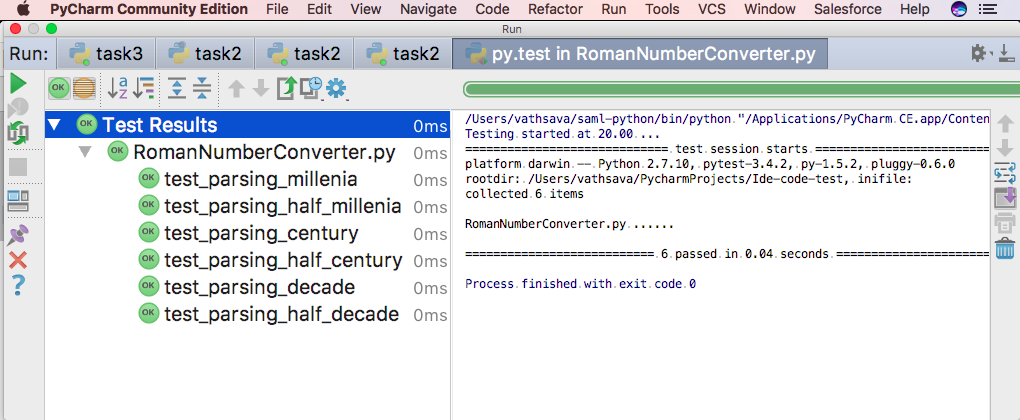 PyCharm Community Edition File Edit View Navigate Code Refactor Run Tools VCS Window Salesforce Help
Run
Run: task3 task2 task2 task2 py.test in RomanNumberConverter.py
OK
Test Results 0ms
RomanNumberConverter.py 0ms
test_parsing_millenia 0ms
test_parsing_half_millenia 0ms
test_parsing_century 0ms
test_parsing_half_century 0ms
test_parsing_decade 0ms
test_parsing_half_decade 0ms
/Users/vathsava/saml-python/bin/python "/Applications/PyCharm CE.app/Conten
Testing started at 20.00 ...
============================ test session starts =======================
platform darwin -- Python 2.7.10, pytest-3.4.2, py-1.5.2, pluggy-0.6.0
rootdir: /Users/vathsava/PycharmProjects/Ide-code-test, inifile:
collected 6 items
RomanNumberConverter.py ......
=========================== 6 passed in 0.04 seconds ======================
Process finished with exit code 0